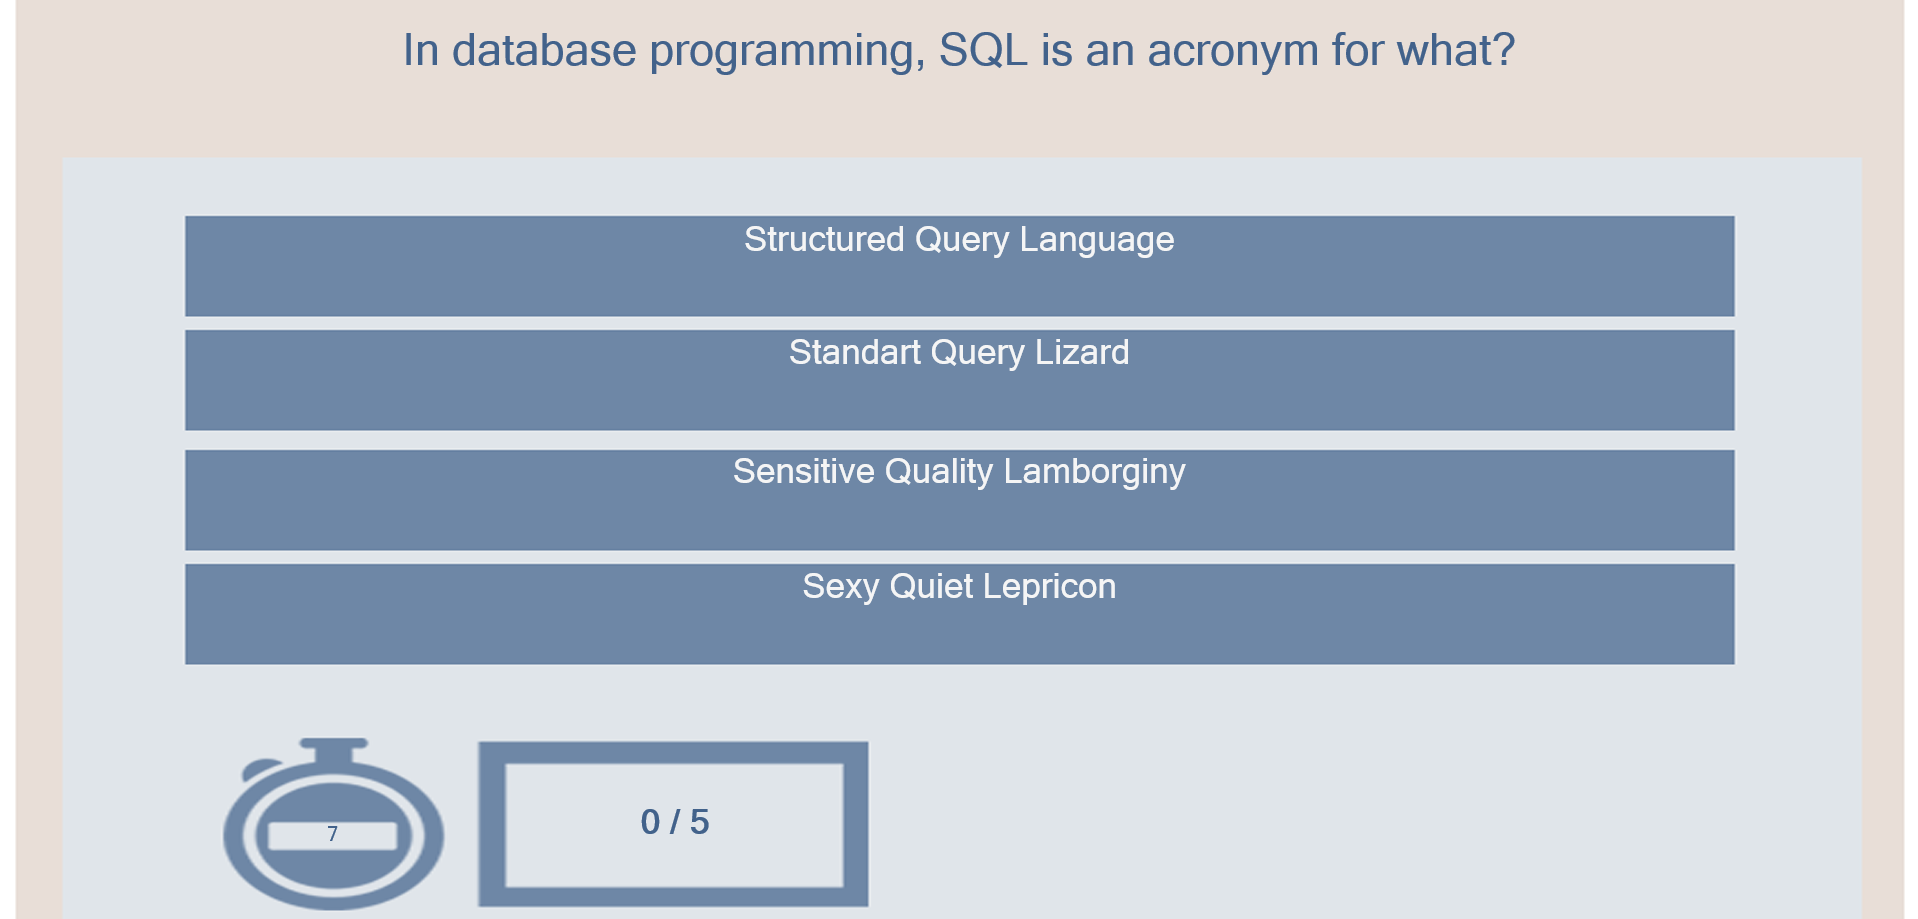 In database programming, SQL is an acronym for what?
Structured Query Language
Standart Query Lizard
Sensitive Quality Lamborginy
Sexy Quiet Lepricon
7
0 / 5